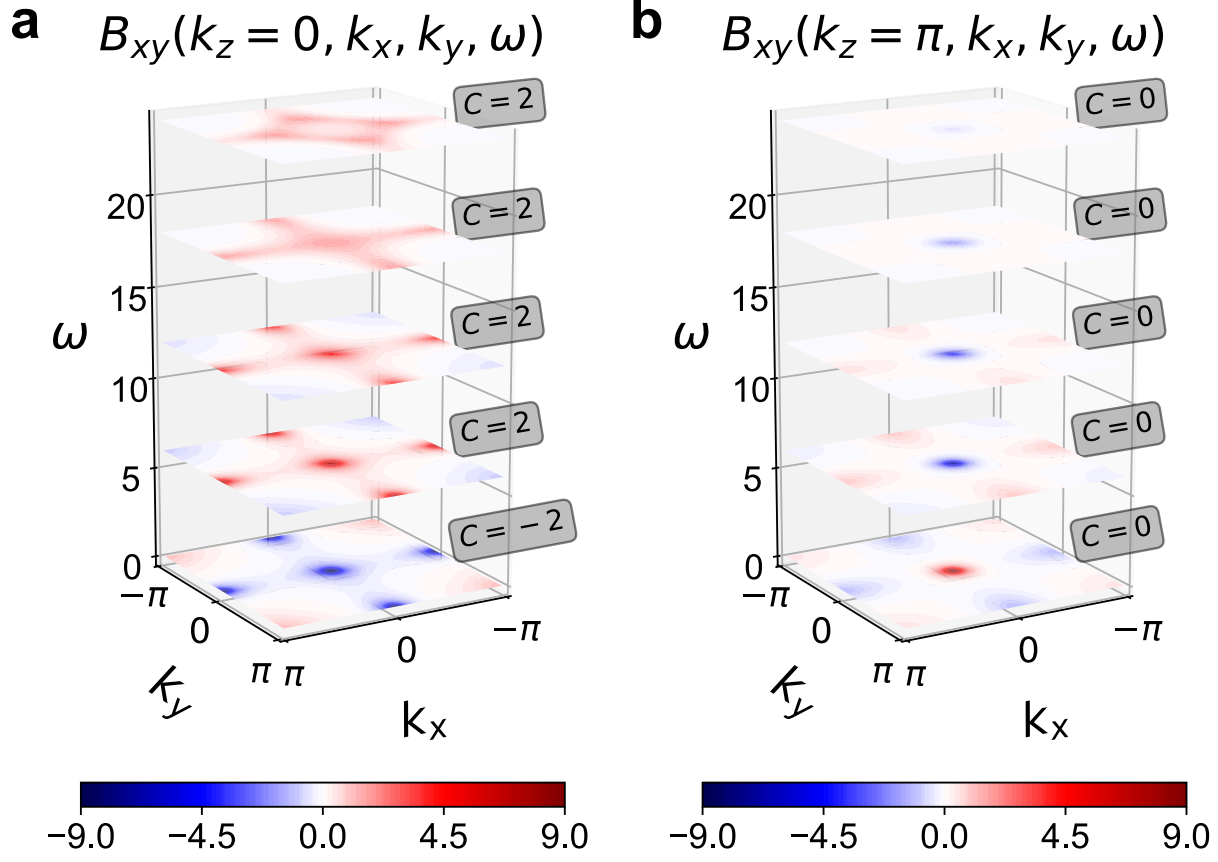 a
B_{xy}(k_z = 0, k_x, k_y, ω)
C = 2
C = 2
C = 2
C = 2
C = −2
20
15
10
5
0
ω
−π
0
π
k_y
π
0
−π
k_x
−9.0 −4.5 0.0 4.5 9.0
b
B_{xy}(k_z = π, k_x, k_y, ω)
C = 0
C = 0
C = 0
C = 0
C = 0
20
15
10
5
0
ω
−π
0
π
k_y
π
0
−π
k_x
−9.0 −4.5 0.0 4.5 9.0